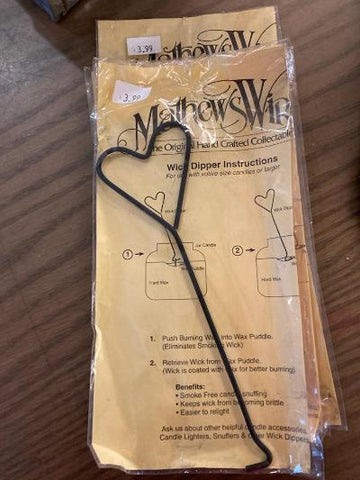 3.99
3.99
Mathews Wi
The Original Hand Crafted Collectable
Wick Dipper Instructions
For use with votive size candles or larger
Wick Dipper
1
Jar Candle
2
Hard Wax
Hard Wax
1. Push Burning Wick into Wax Puddle.
(Eliminates Smoking Wick)
2. Retrieve Wick from Wax Puddle.
(Wick is coated with wax for better burning)
Benefits:
• Smoke Free candle snuffing
• Keeps wick from becoming brittle
• Easier to relight
Ask us about other helpful candle accessories.
Candle Lighters, Snuffers & other Wick Dippers